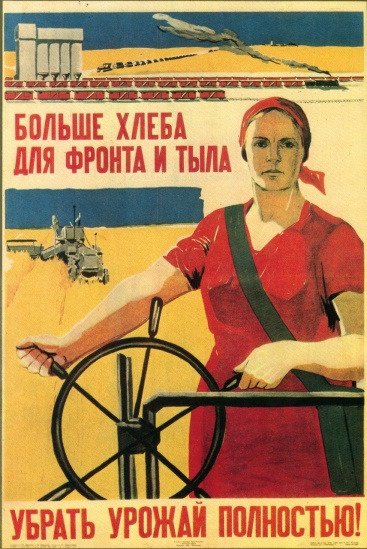 БОЛЬШЕ ХЛЕБА
ДЛЯ ФРОНТА И ТЫЛА
УБРАТЬ УРОЖАЙ ПОЛНОСТЬЮ!